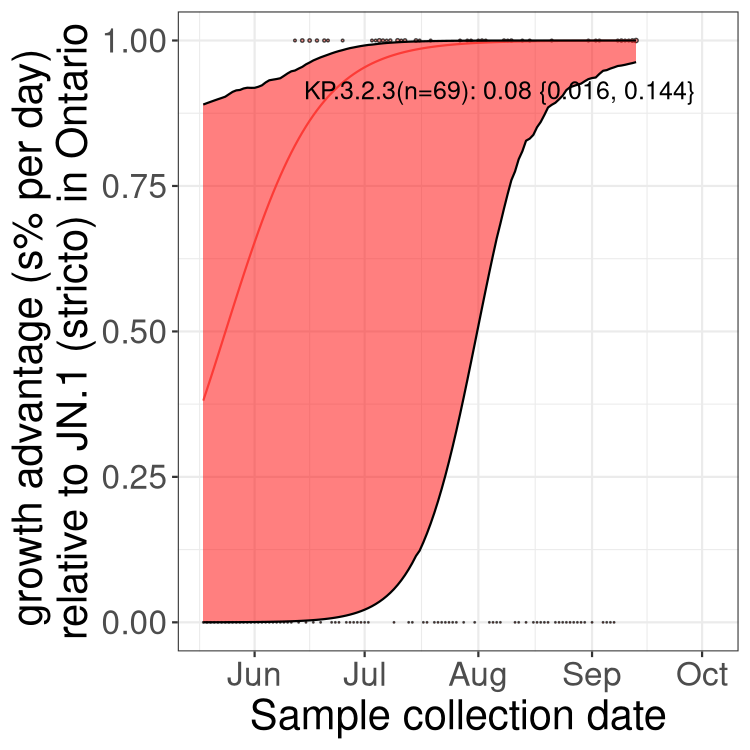 growth advantage (s% per day)
relative to JN.1 (stricto) in Ontario
1.00
0.75
0.50
0.25
0.00
KP.3.2.3(n=69): 0.08 {0.016, 0.144}
Jun Jul Aug Sep Oct
Sample collection date